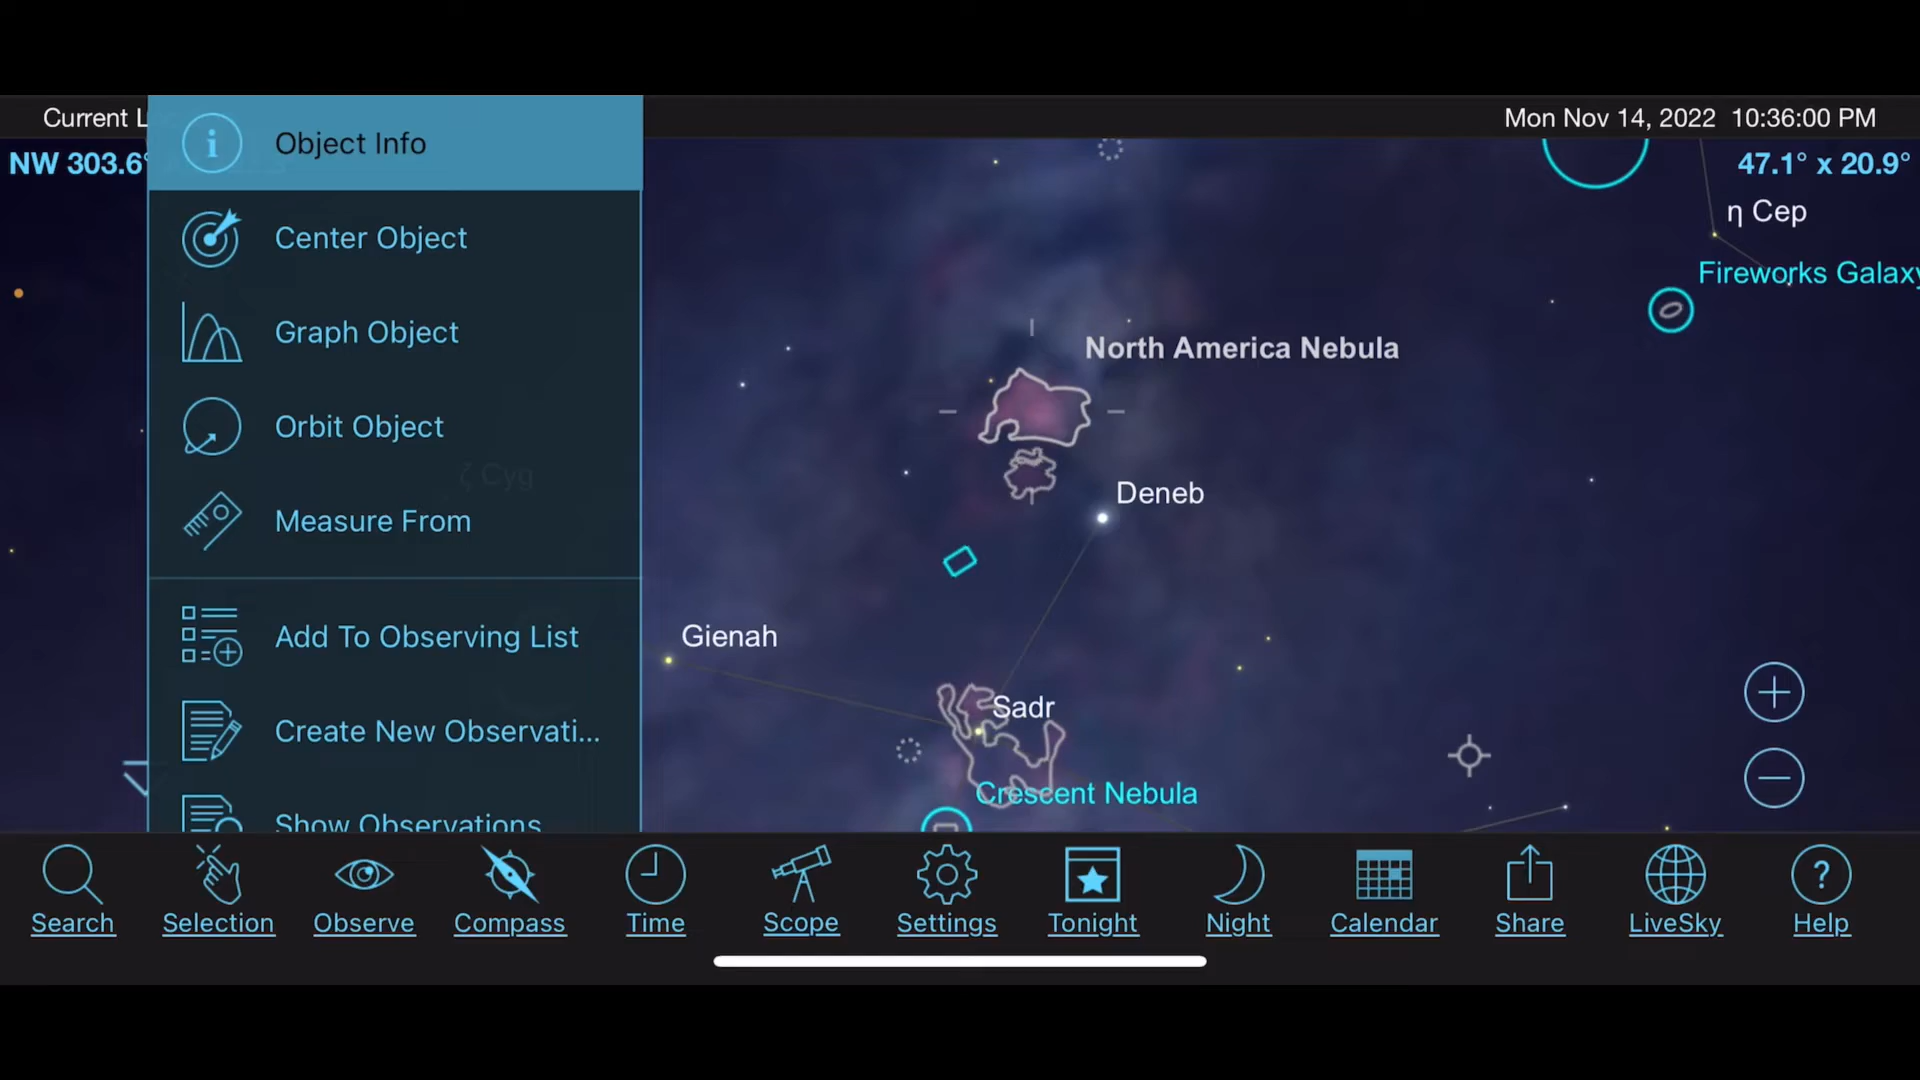 Current L
Mon Nov 14, 2022 10:36:00 PM
NW 303.6°
47.1° x 20.9°
Object Info
Center Object
Graph Object
Orbit Object
Measure From
Add To Observing List
Create New Observati...
Show Observations
ζ Cyg
η Cep
Fireworks Galaxy
North America Nebula
Deneb
Gienah
Sadr
Crescent Nebula
Search
Selection
Observe
Compass
Time
Scope
Settings
Tonight
Night
Calendar
Share
LiveSky
Help